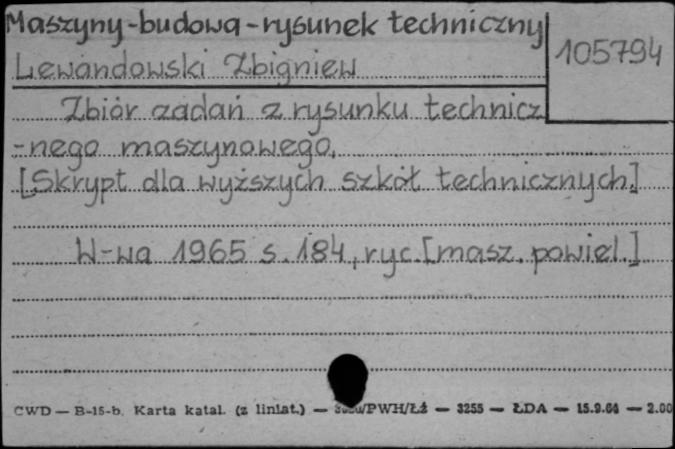 Maszyny-budowa-rysunek techniczny
105794
Lewandowski Zbigniew
Zbiór zadań z rysunku technicz
-nego maszynowego.
[Skrypt dla wyższych szkół technicznych.]
W-wa 1965 s. 184, ryc. [masz. powiel.]
CWD — B-15-b. Karta katal. (z liniat.) — /PWH/Łź — 3255 — ŁDA — 15.9.64 — 2.00